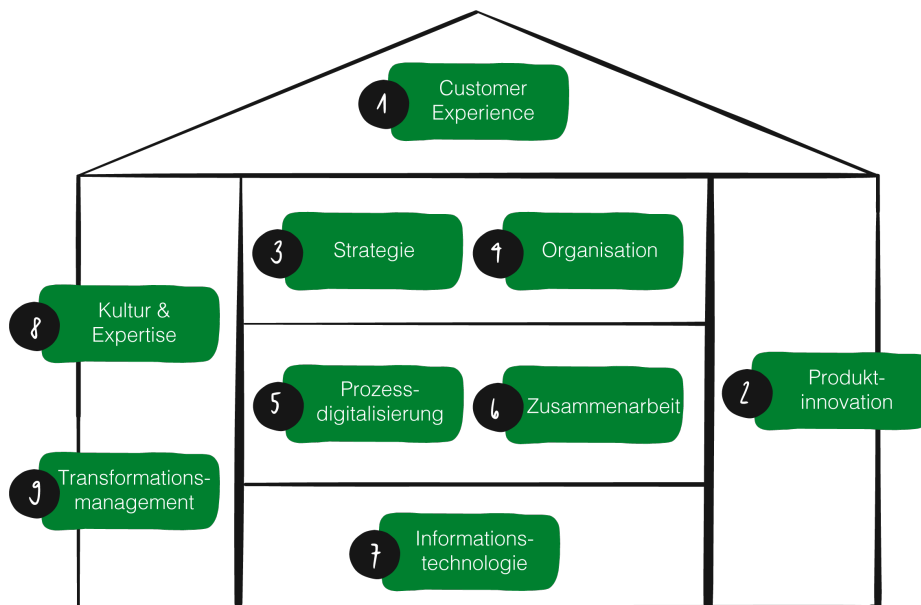 1
Customer
Experience
3
Strategie
4
Organisation
8
Kultur &
Expertise
5
Prozess-
digitalisierung
6
Zusammenarbeit
2
Produkt-
innovation
9
Transformations-
management
7
Informations-
technologie